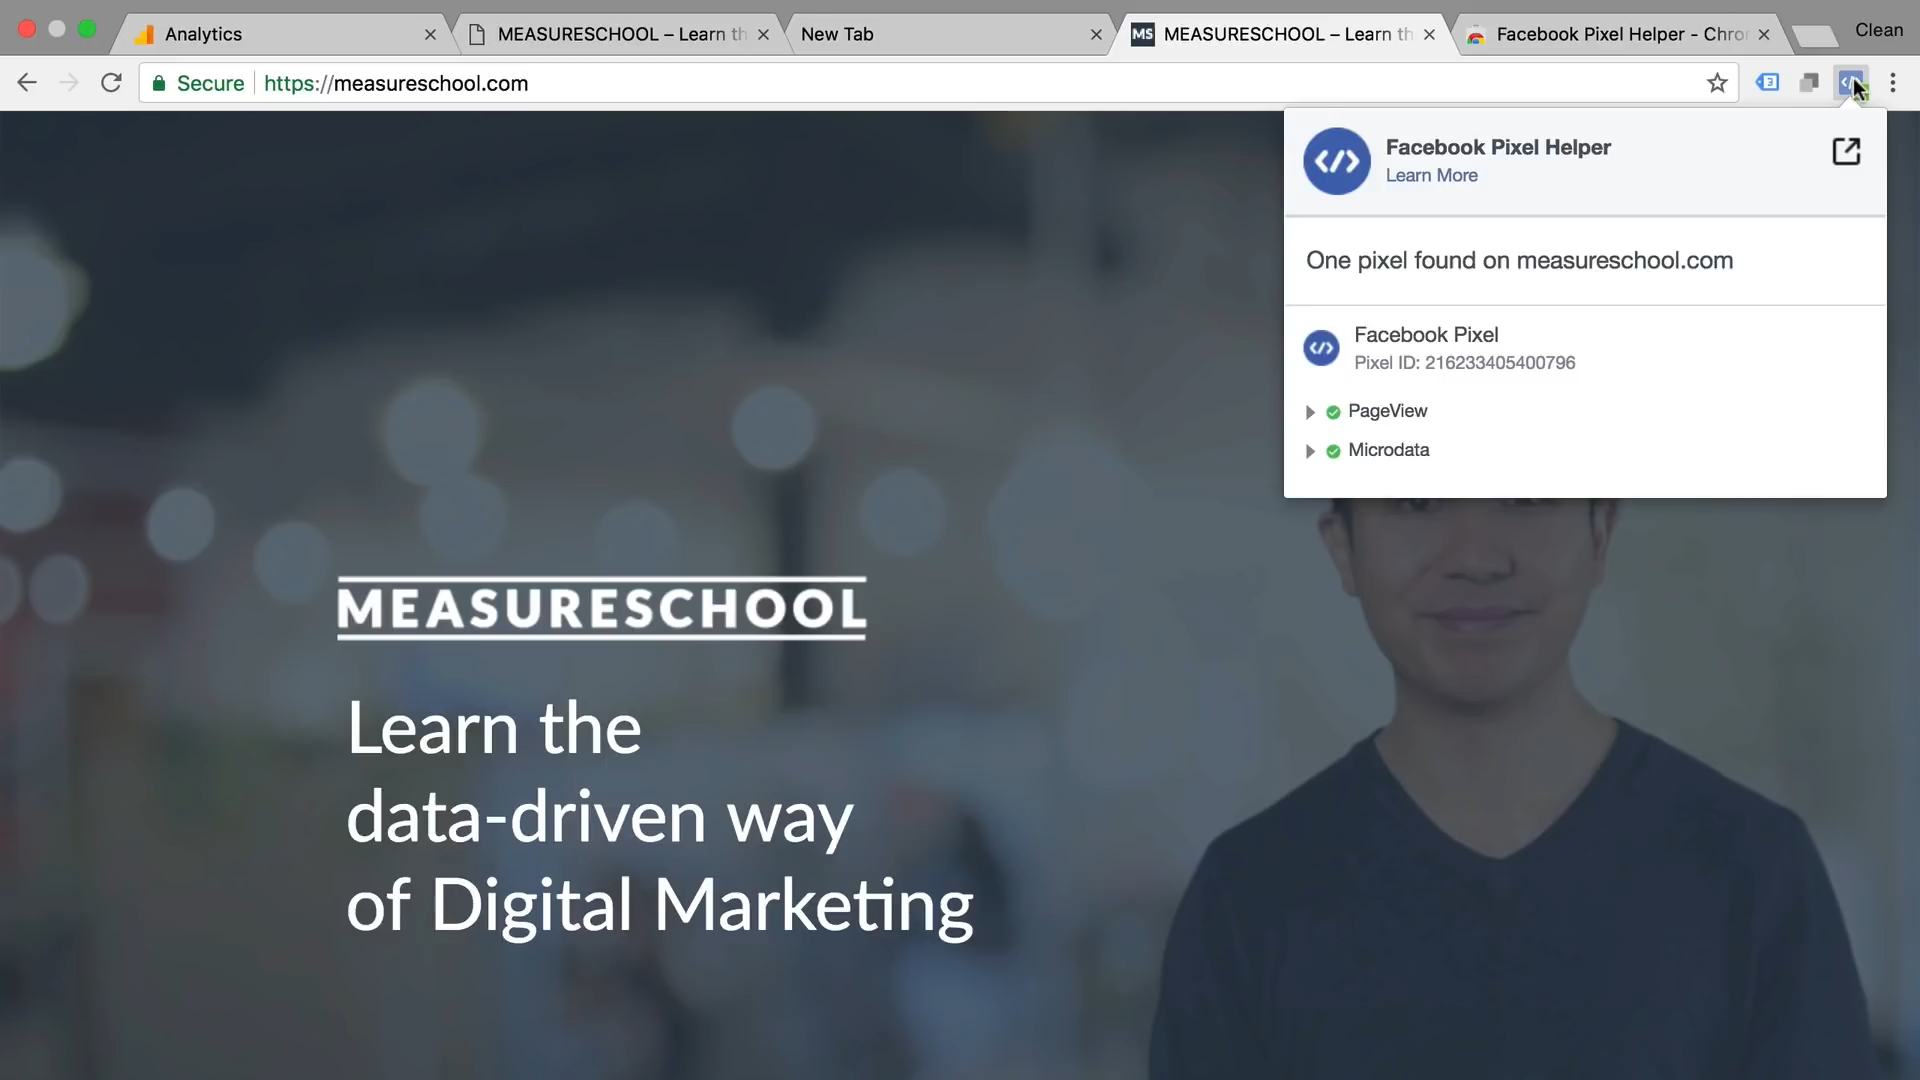 Analytics
MEASURESCHOOL – Learn th
New Tab
MS MEASURESCHOOL – Learn th
Facebook Pixel Helper - Chro
Clean
Secure https://measureschool.com
3
Facebook Pixel Helper
Learn More
One pixel found on measureschool.com
Facebook Pixel
Pixel ID: 216233405400796
PageView
Microdata
MEASURESCHOOL
Learn the
data-driven way
of Digital Marketing